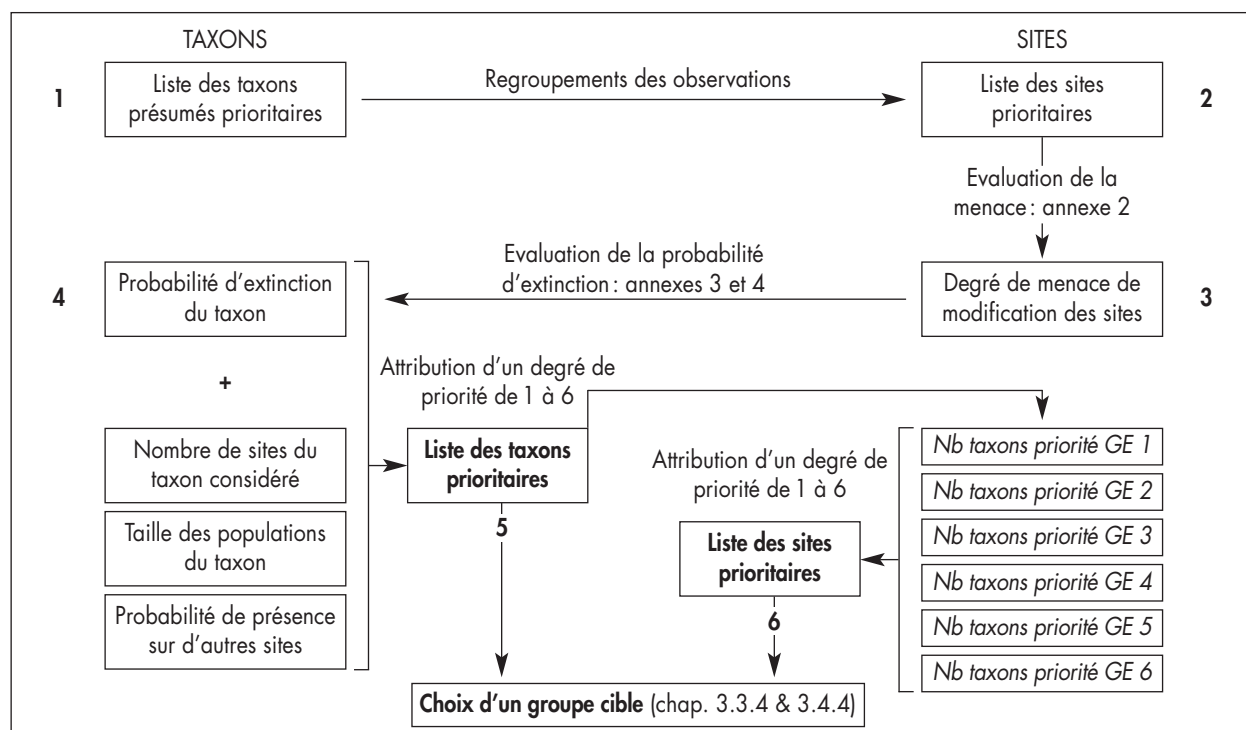 TAXONS
SITES
1
Liste des taxons
présumés prioritaires
Regroupements des observations
Liste des sites
prioritaires
2
Evaluation de la
menace : annexe 2
4
Probabilité d'extinction
du taxon
Evaluation de la probabilité
d'extinction : annexes 3 et 4
Degré de menace de
modification des sites
3
+
Attribution d'un degré de
priorité de 1 à 6
Nombre de sites du
taxon considéré
Taille des populations
du taxon
Probabilité de présence
sur d'autres sites
Liste des taxons
prioritaires
5
Attribution d'un degré de
priorité de 1 à 6
Liste des sites
prioritaires
6
Nb taxons priorité GE 1
Nb taxons priorité GE 2
Nb taxons priorité GE 3
Nb taxons priorité GE 4
Nb taxons priorité GE 5
Nb taxons priorité GE 6
Choix d'un groupe cible (chap. 3.3.4 & 3.4.4)